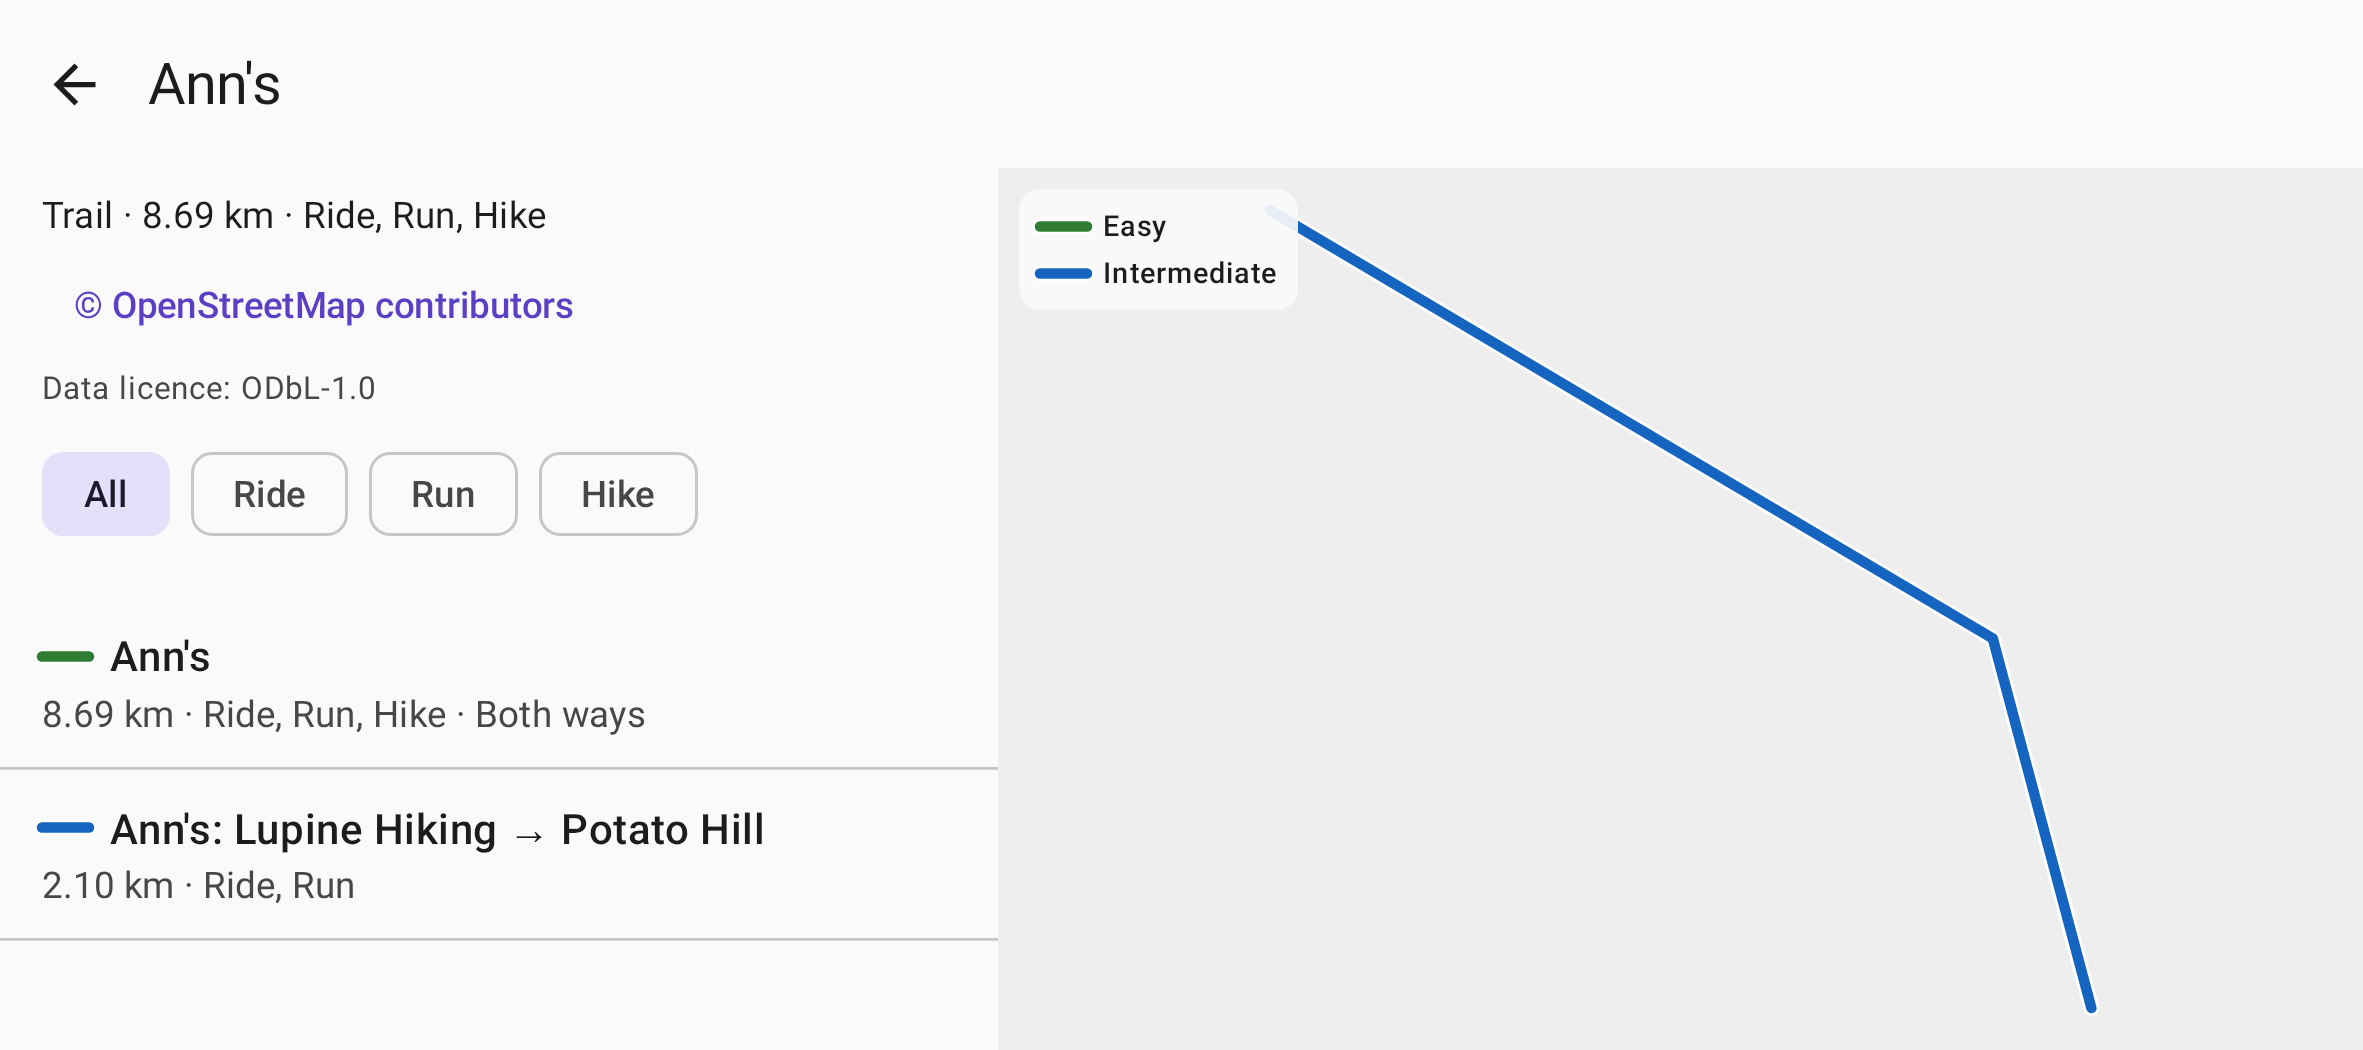 Ann's
Trail · 8.69 km · Ride, Run, Hike
© OpenStreetMap contributors
Data licence: ODbL-1.0
All
Ride
Run
Hike
Ann's
8.69 km · Ride, Run, Hike · Both ways
Ann's: Lupine Hiking → Potato Hill
2.10 km · Ride, Run
Easy
Intermediate